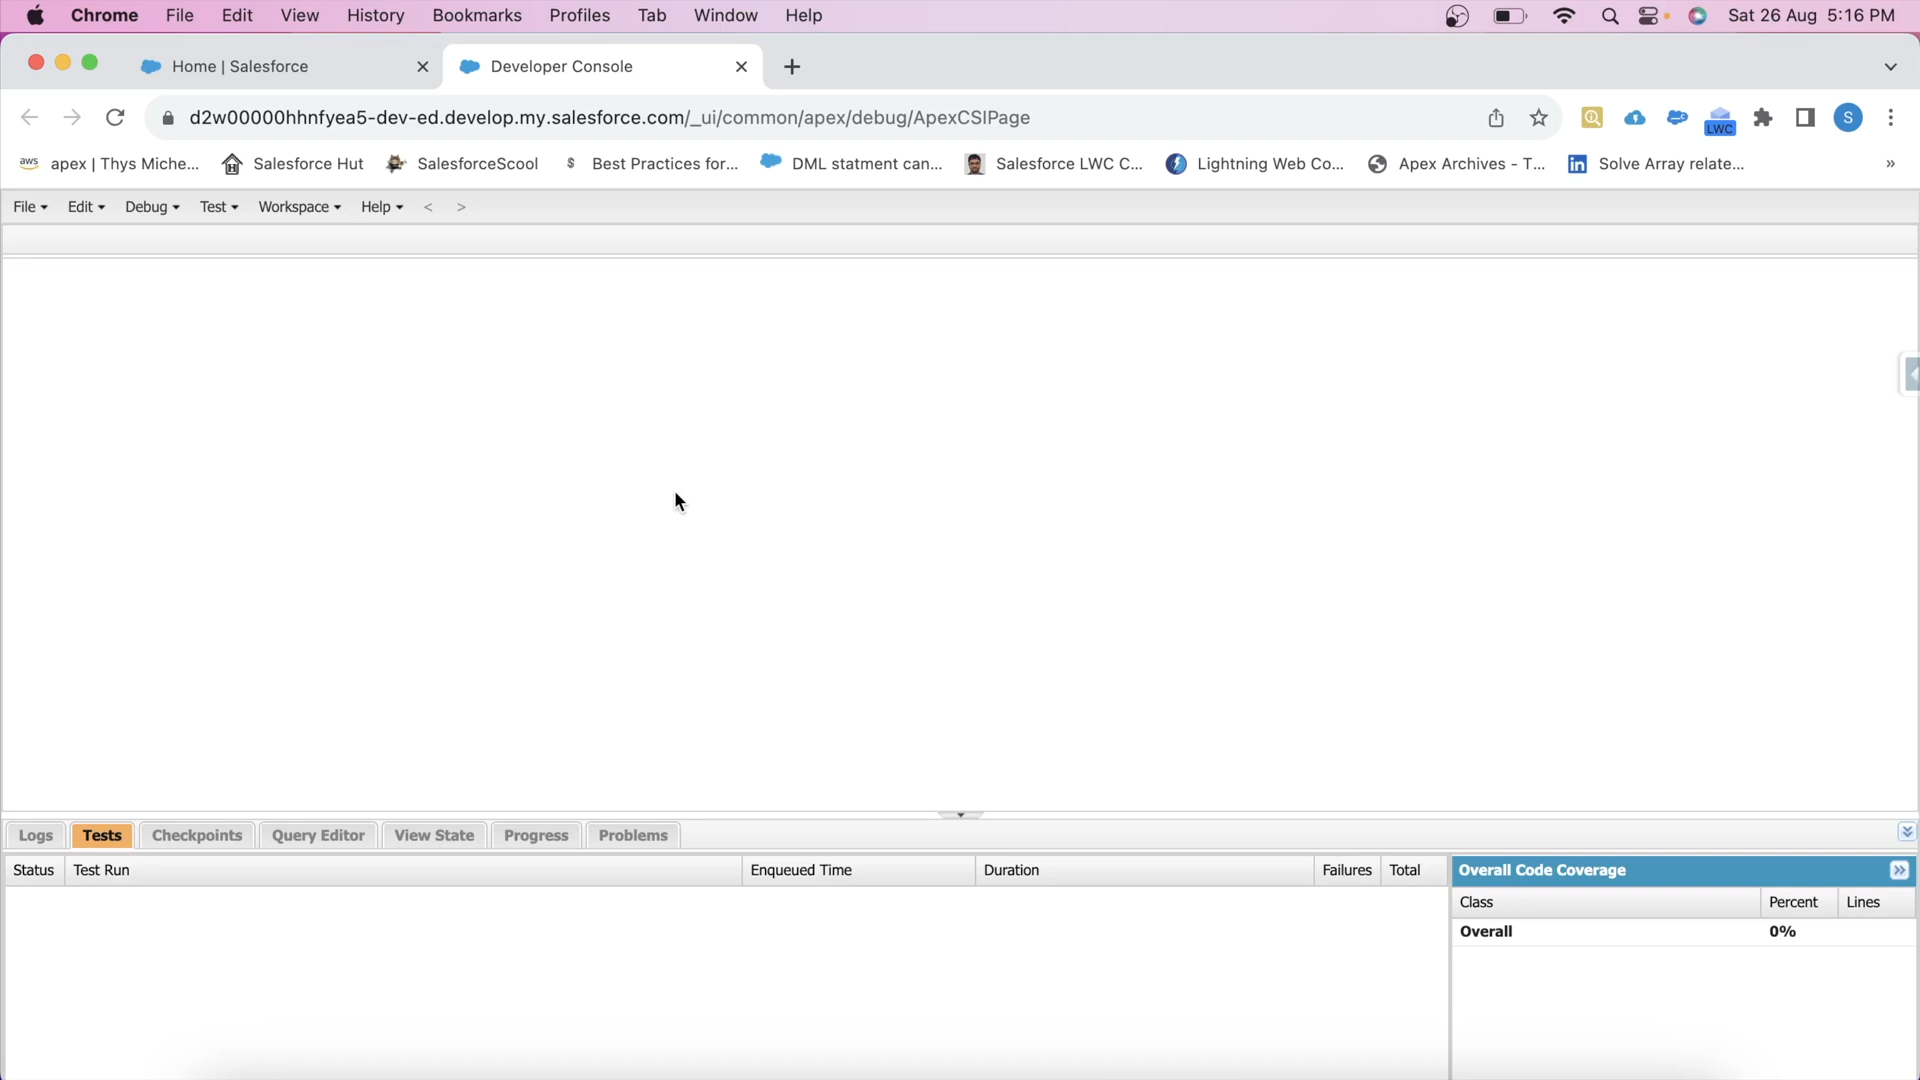 Chrome File Edit View History Bookmarks Profiles Tab Window Help Sat 26 Aug 5:16 PM
Home | Salesforce Developer Console
d2w00000hhnfyea5-dev-ed.develop.my.salesforce.com/_ui/common/apex/debug/ApexCSIPage LWC S
aws apex | Thys Miche... Salesforce Hut SalesforceScool $ Best Practices for... DML statment can... Salesforce LWC C... Lightning Web Co... Apex Archives - T... in Solve Array relate... »
File Edit Debug Test Workspace Help < >
Logs Tests Checkpoints Query Editor View State Progress Problems
Status Test Run Enqueued Time Duration Failures Total Overall Code Coverage
Class Percent Lines
Overall 0%